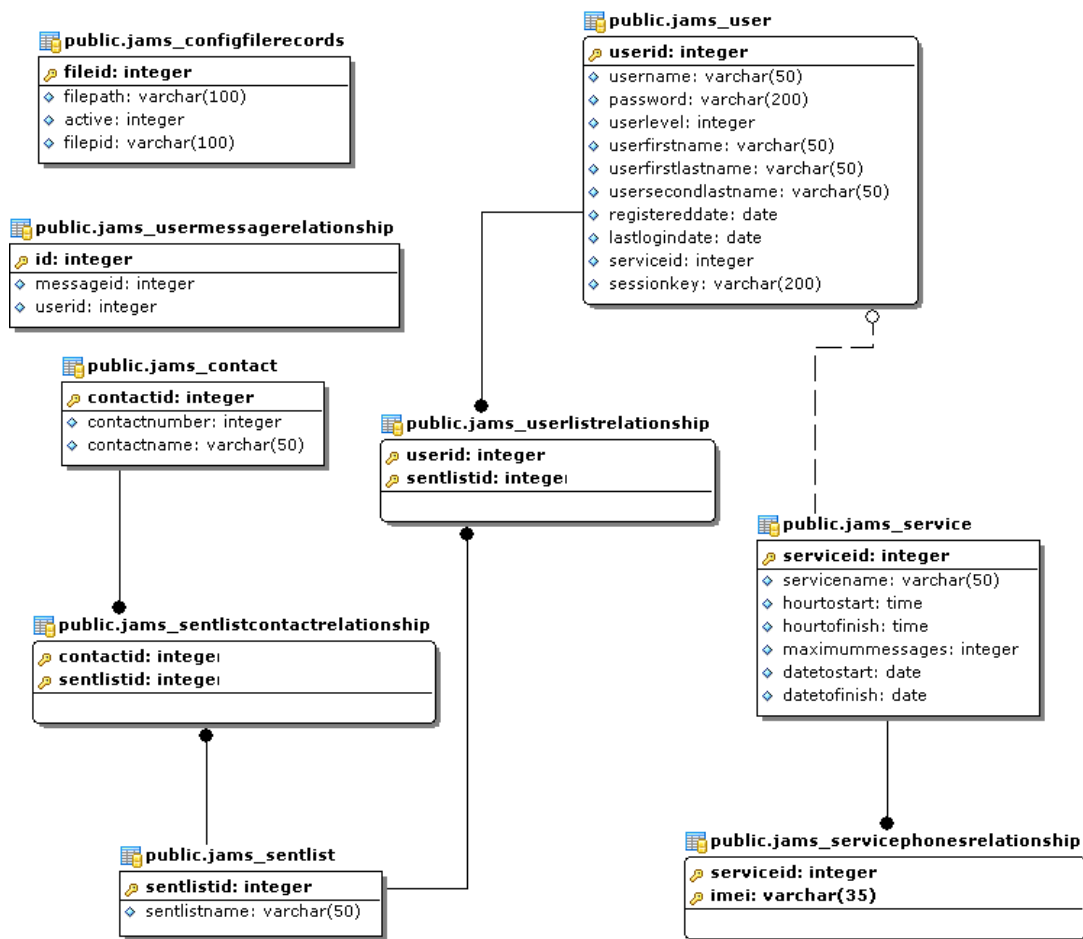 public.jams_configfilerecords
fileid: integer
filepath: varchar(100)
active: integer
filepid: varchar(100)
public.jams_user
userid: integer
username: varchar(50)
password: varchar(200)
userlevel: integer
userfirstname: varchar(50)
userfirstlastname: varchar(50)
usersecondlastname: varchar(50)
registereddate: date
lastlogindate: date
serviceid: integer
sessionkey: varchar(200)
public.jams_usermessagerelationship
id: integer
messageid: integer
userid: integer
public.jams_contact
contactid: integer
contactnumber: integer
contactname: varchar(50)
public.jams_userlistrelationship
userid: integer
sentlistid: intege
public.jams_service
serviceid: integer
servicename: varchar(50)
hourtostart: time
hourtofinish: time
maximummessages: integer
datetostart: date
datetofinish: date
public.jams_sentlistcontactrelationship
contactid: intege
sentlistid: intege
public.jams_sentlist
sentlistid: integer
sentlistname: varchar(50)
public.jams_servicephonesrelationship
serviceid: integer
imei: varchar(35)